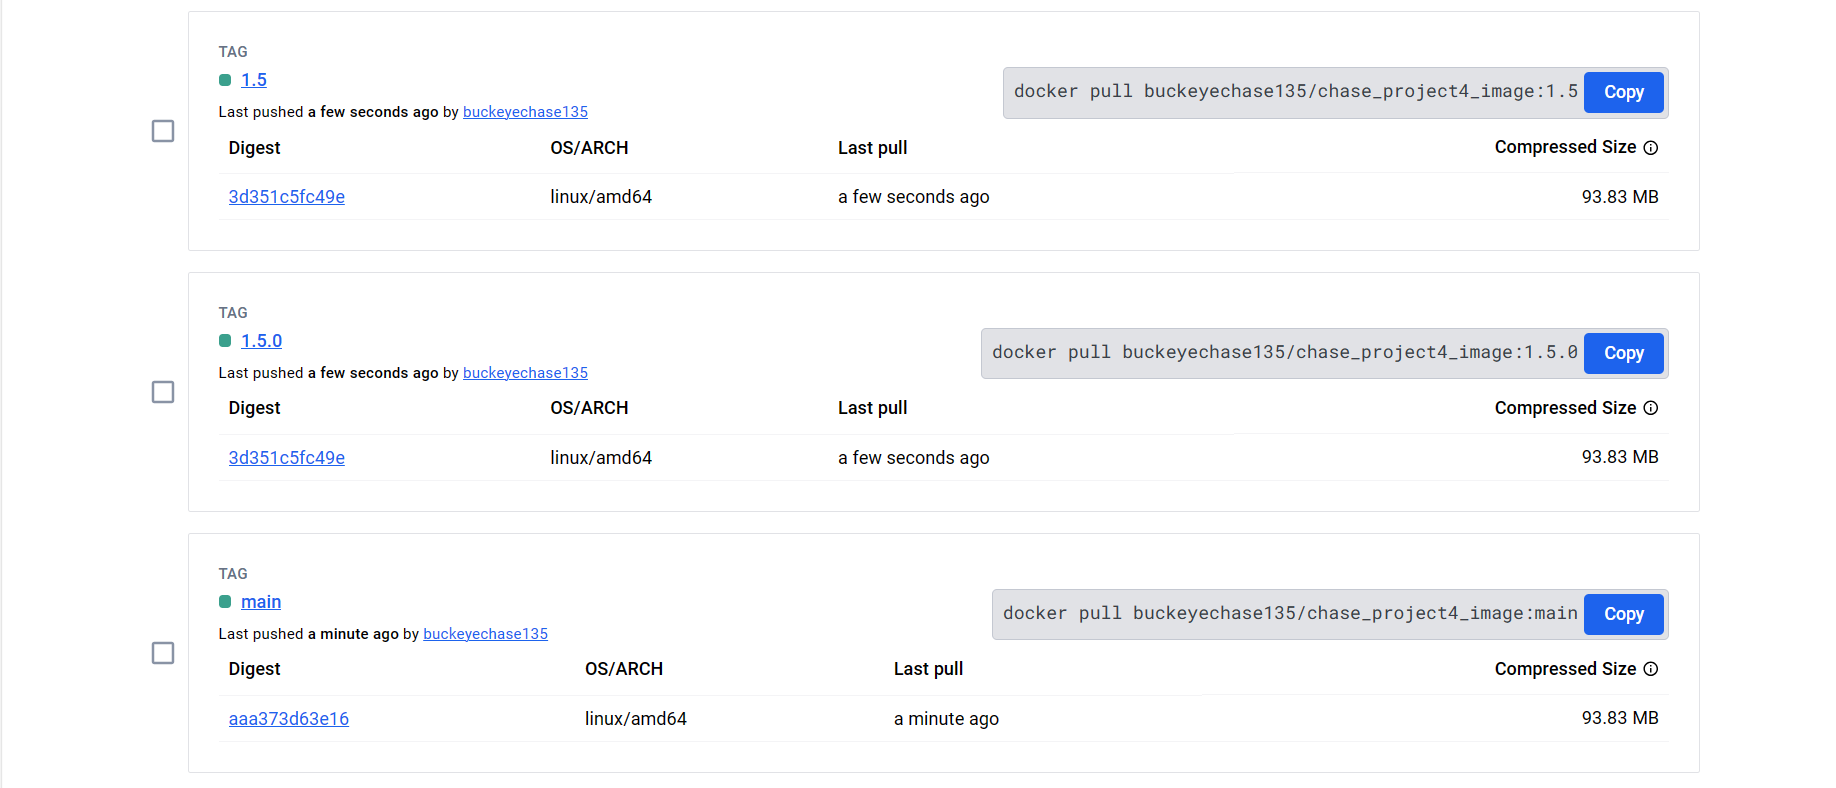 TAG
1.5
docker pull buckeyechase135/chase_project4_image:1.5 Copy
Last pushed a few seconds ago by buckeyechase135
Digest OS/ARCH Last pull Compressed Size
3d351c5fc49e linux/amd64 a few seconds ago 93.83 MB
TAG
1.5.0
docker pull buckeyechase135/chase_project4_image:1.5.0 Copy
Last pushed a few seconds ago by buckeyechase135
Digest OS/ARCH Last pull Compressed Size
3d351c5fc49e linux/amd64 a few seconds ago 93.83 MB
TAG
main
docker pull buckeyechase135/chase_project4_image:main Copy
Last pushed a minute ago by buckeyechase135
Digest OS/ARCH Last pull Compressed Size
aaa373d63e16 linux/amd64 a minute ago 93.83 MB